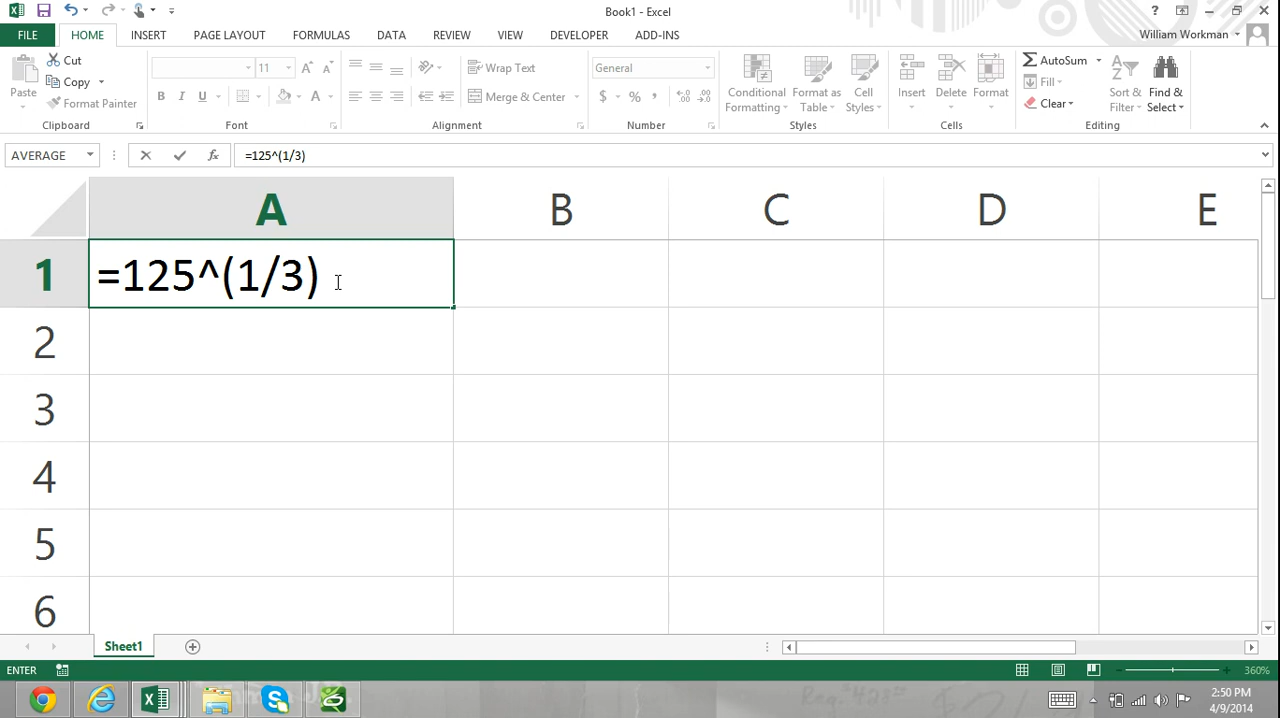 Book1 - Excel
?
FILE HOME INSERT PAGE LAYOUT FORMULAS DATA REVIEW VIEW DEVELOPER ADD-INS William Workman
Paste
Cut
Copy
Format Painter
Clipboard
11 A A
B I U A
Font
Wrap Text
Merge & Center
Alignment
General
$ % ,
Number
Conditional Formatting
Format as Table
Cell Styles
Styles
Insert
Delete
Format
Cells
AutoSum
Fill
Clear
Sort & Filter
Find & Select
Editing
AVERAGE fx =125^(1/3)
A B C D E
1 =125^(1/3)
2
3
4
5
6
Sheet1
ENTER 360%
2:50 PM
4/9/2014